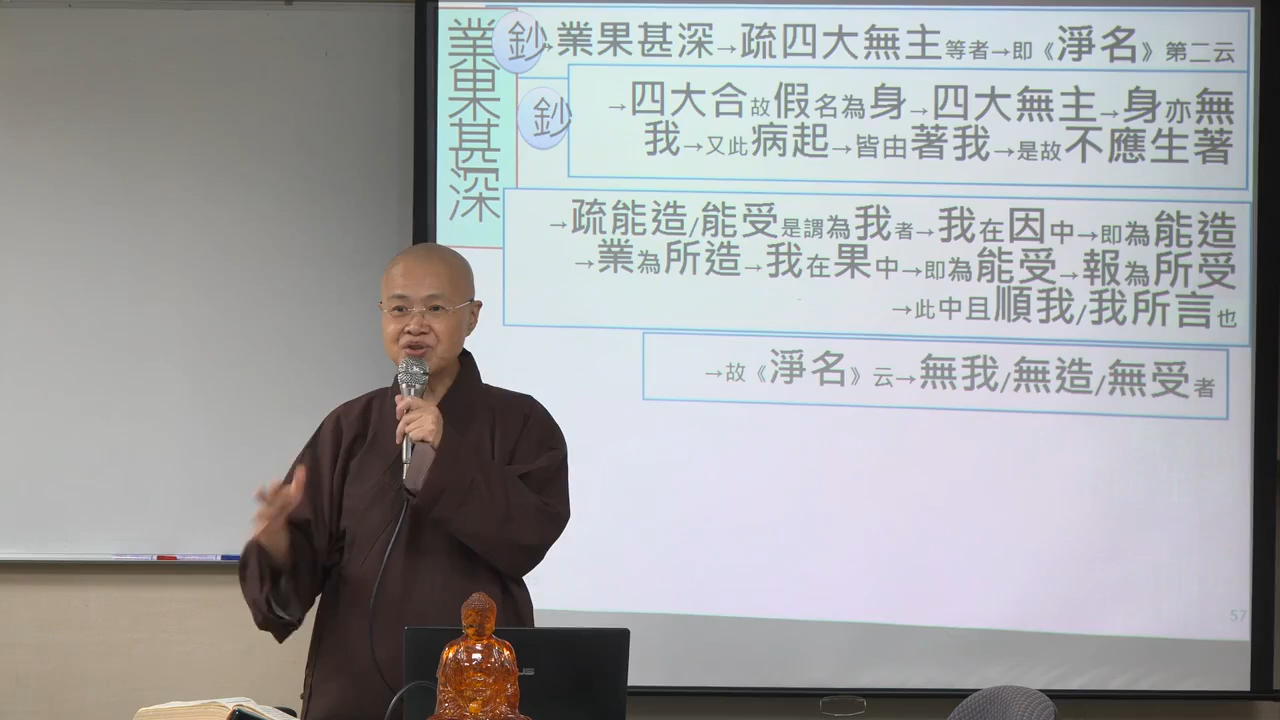 業果甚深
鈔→業果甚深→疏四大無主等者→即《淨名》第二云
鈔
→四大合故假名為身→四大無主→身亦無
我→又此病起→皆由著我→是故不應生著
→疏能造/能受是謂為我者→我在因中→即為能造
→業為所造→我在果中→即為能受→報為所受
→此中且順我/我所言也
→故《淨名》云→無我/無造/無受者
57